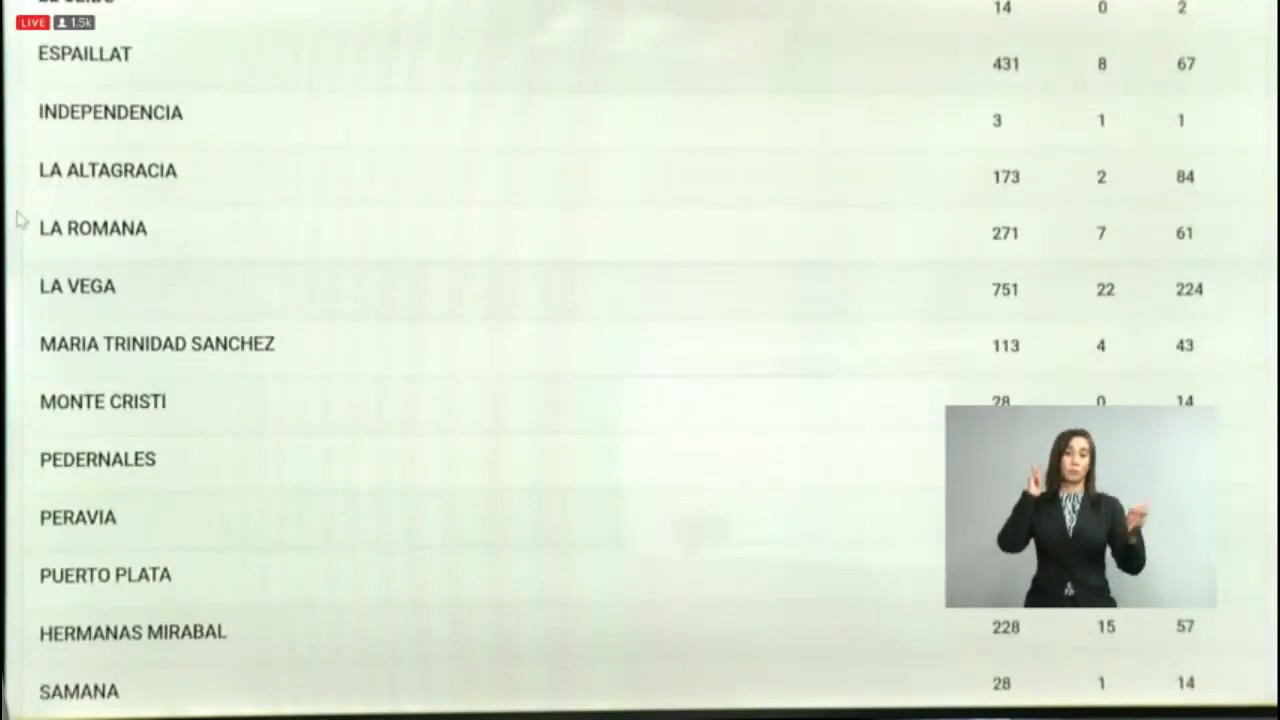 14 0 2
LIVE 1.5k
ESPAILLAT 431 8 67
INDEPENDENCIA 3 1 1
LA ALTAGRACIA 173 2 84
LA ROMANA 271 7 61
LA VEGA 751 22 224
MARIA TRINIDAD SANCHEZ 113 4 43
MONTE CRISTI 28 0 14
PEDERNALES
PERAVIA
PUERTO PLATA
HERMANAS MIRABAL 228 15 57
SAMANA 28 1 14